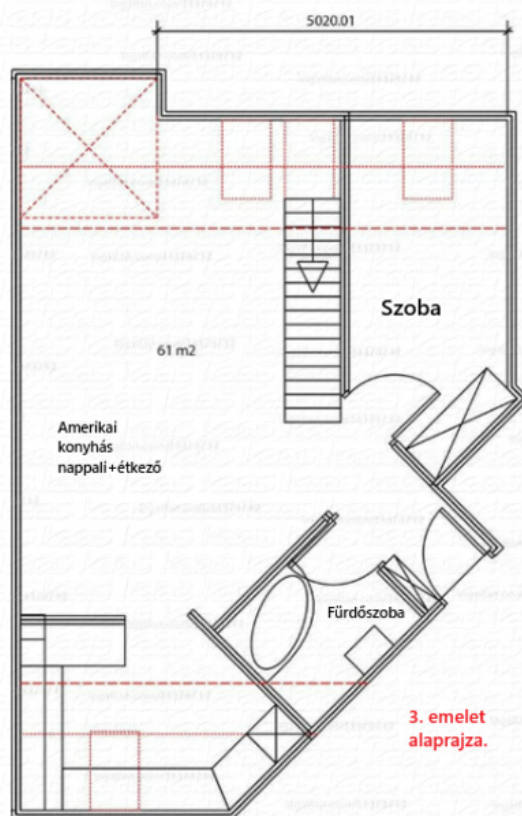 5020.01
Szoba
61 m2
Amerikai
konyhás
nappali+étkező
Fürdőszoba
3. emelet
alaprajza.